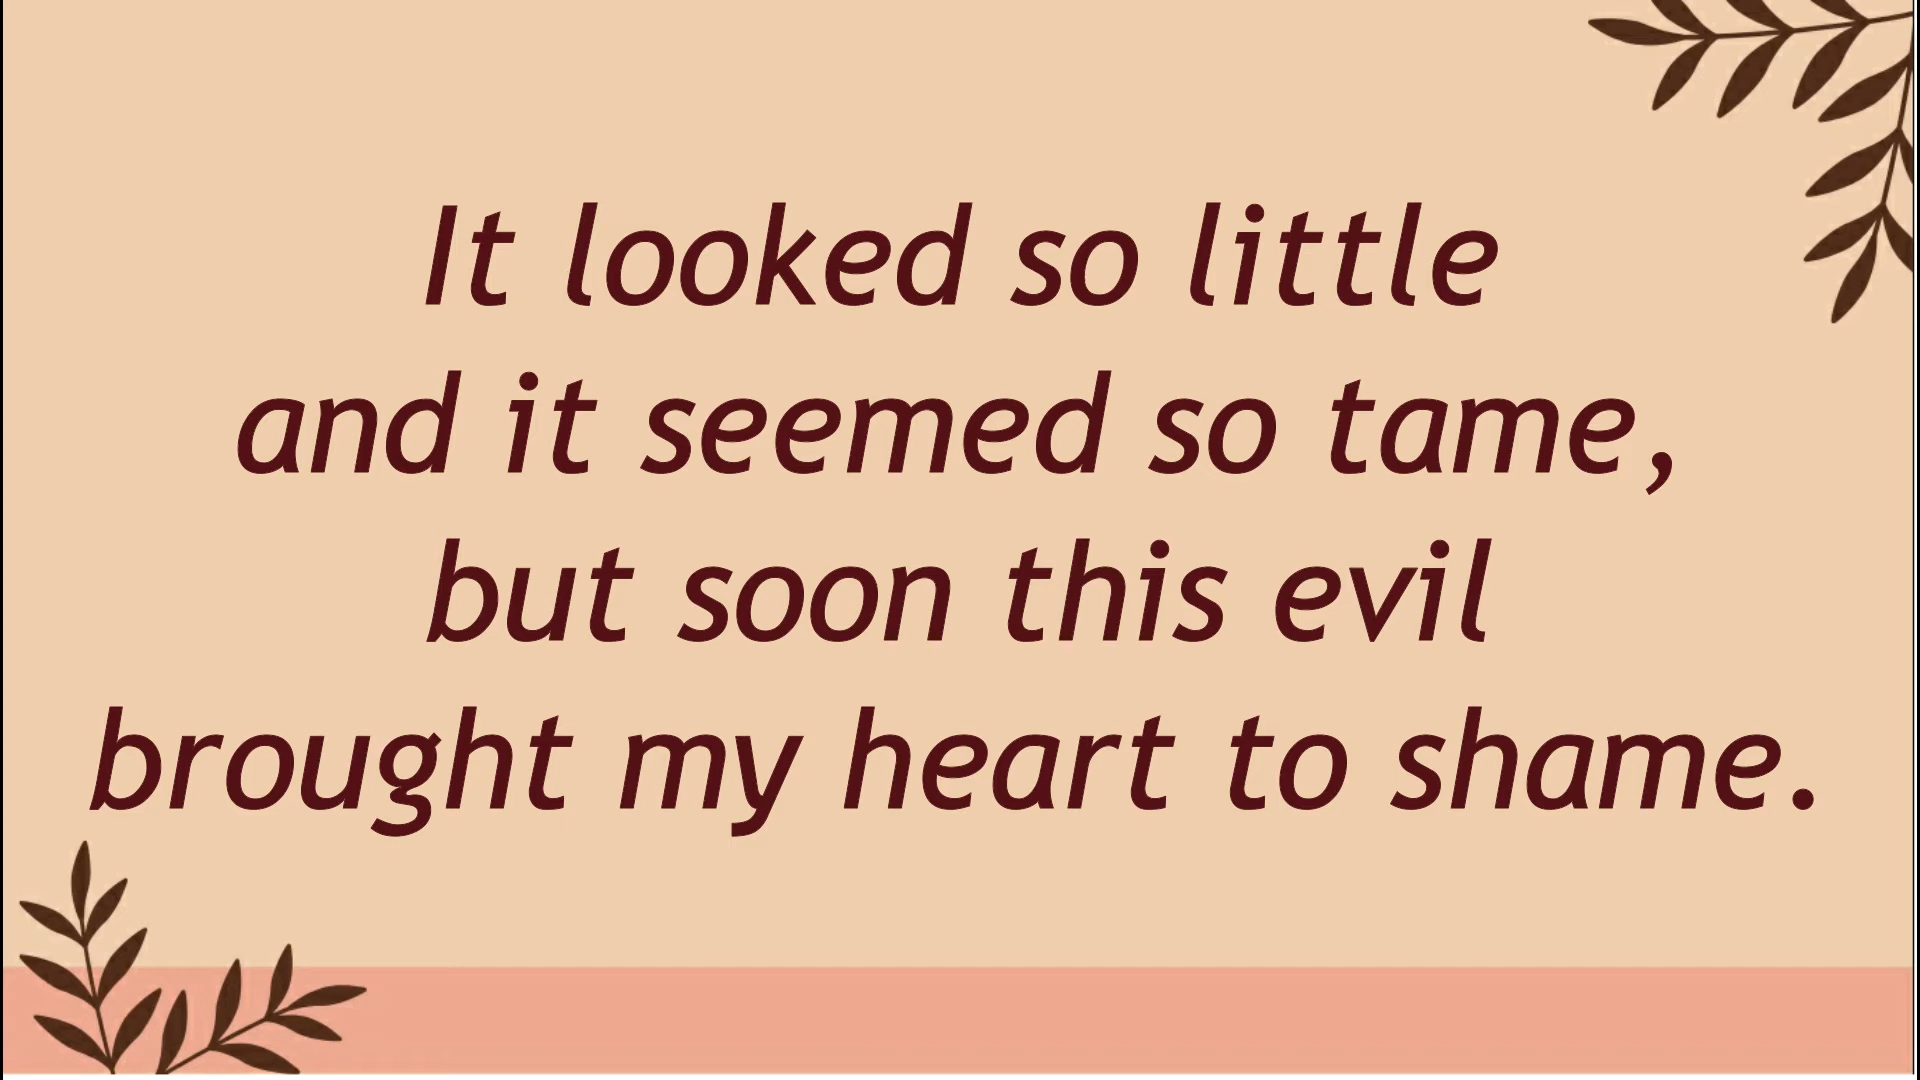 It looked so little
and it seemed so tame,
but soon this evil
brought my heart to shame.